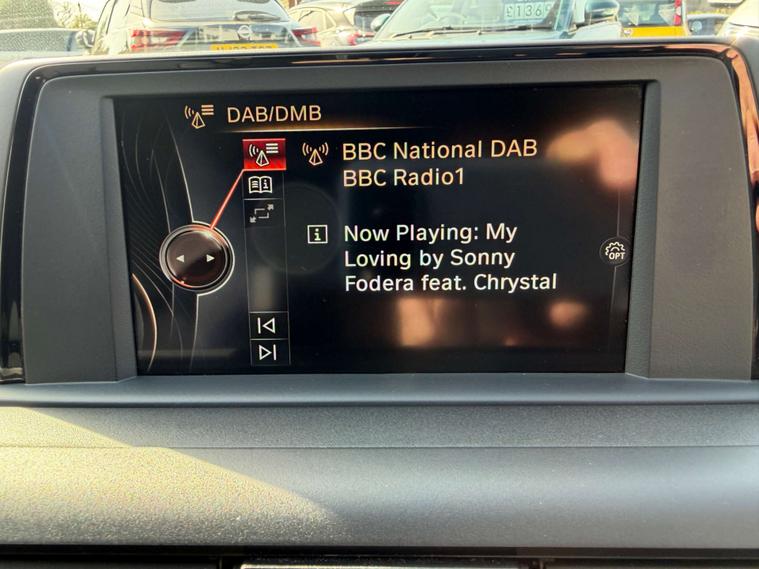 DAB/DMB
BBC National DAB
BBC Radio1
Now Playing: My
Loving by Sonny
Fodera feat. Chrystal
OPT